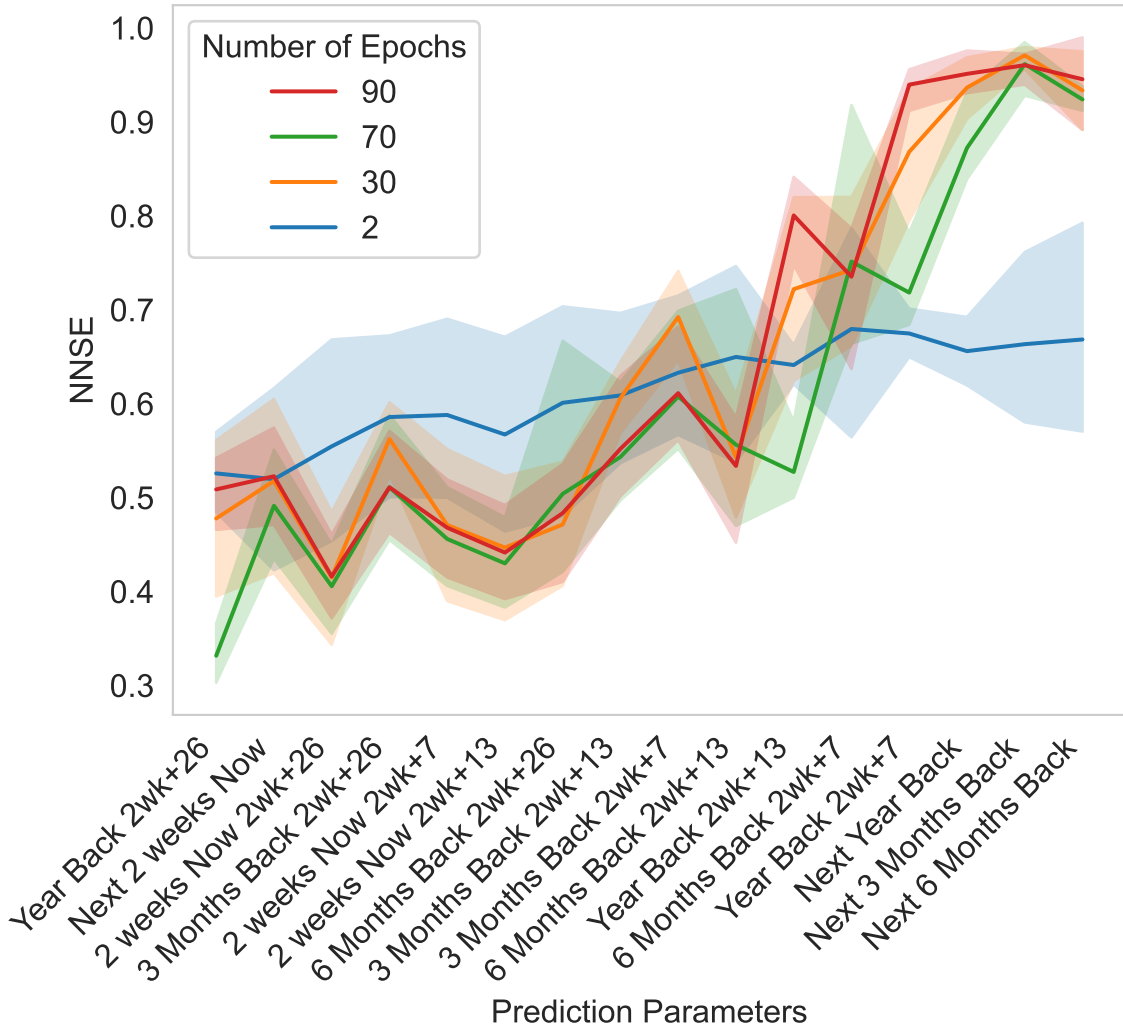 1.0
0.9
0.8
0.7
0.6
0.5
0.4
0.3
NNSE
Number of Epochs
90
70
30
2
Year Back 2wk+26
Next 2 weeks Now
2 weeks Now 2wk+26
3 Months Back 2wk+26
2 weeks Now 2wk+7
2 weeks Now 2wk+13
6 Months Back 2wk+26
3 Months Back 2wk+13
3 Months Back 2wk+7
6 Months Back 2wk+13
Year Back 2wk+13
6 Months Back 2wk+7
Year Back 2wk+7
Next Year Back
Next 3 Months Back
Next 6 Months Back
Prediction Parameters